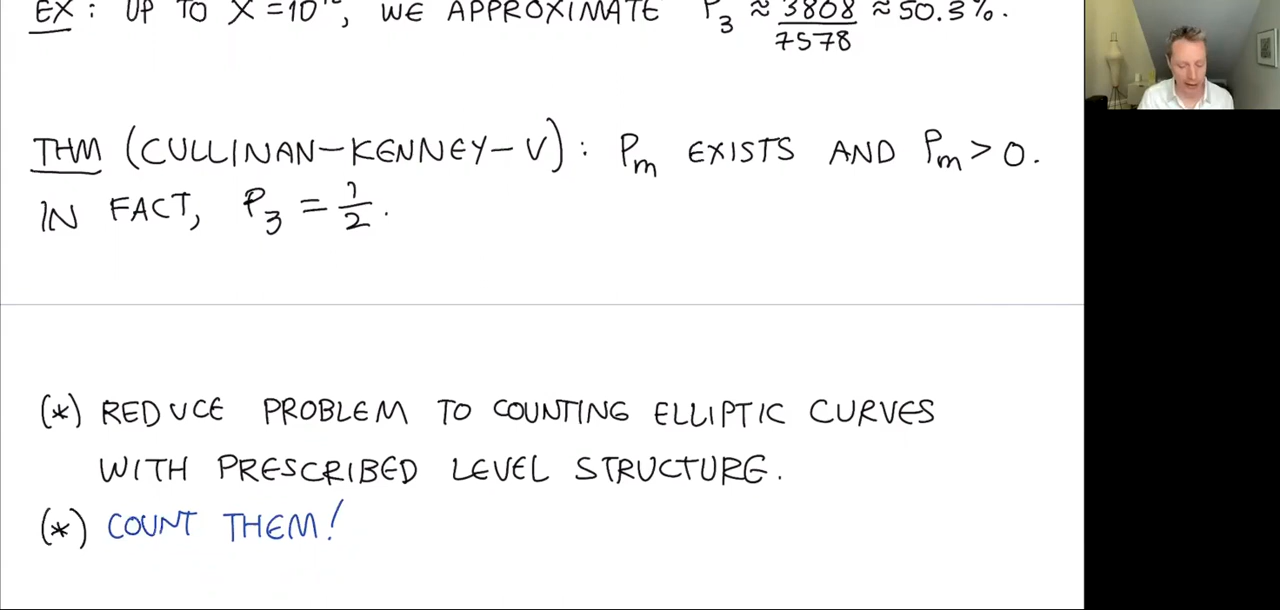 EX: UP TO X = 10, WE APPROXIMATE P₃ ≈ 3808/7578 ≈ 50.3%.
THM (CULLINAN-KENNEY-V): Pₘ EXISTS AND Pₘ > 0.
IN FACT, P₃ = 1/2.
(*) REDUCE PROBLEM TO COUNTING ELLIPTIC CURVES
WITH PRESCRIBED LEVEL STRUCTURE.
(*) COUNT THEM!